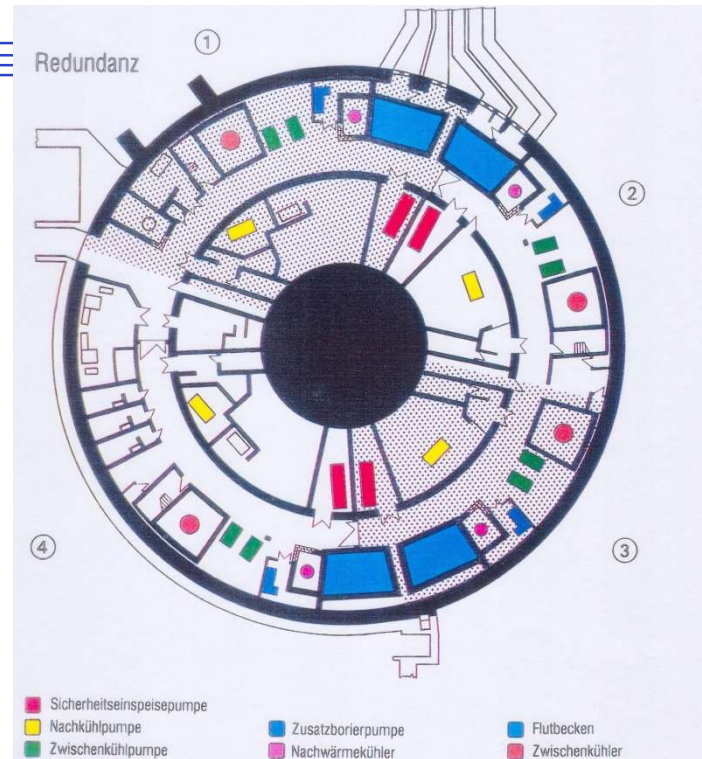 1
Redundanz
2
4
3
Sicherheitseinspeisepumpe
Nachkühlpumpe
Zusatzborierpumpe
Flutbecken
Zwischenkühlpumpe
Nachwärmekühler
Zwischenkühler